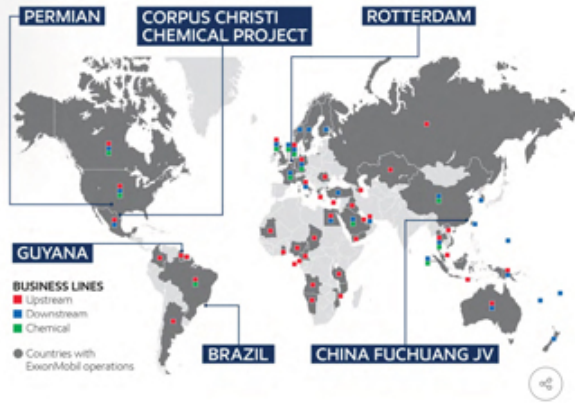 PERMIAN
CORPUS CHRISTI
CHEMICAL PROJECT
ROTTERDAM
GUYANA
BUSINESS LINES
Upstream
Downstream
Chemical
Countries with
ExxonMobil operations
BRAZIL
CHINA FUCHUANG JV